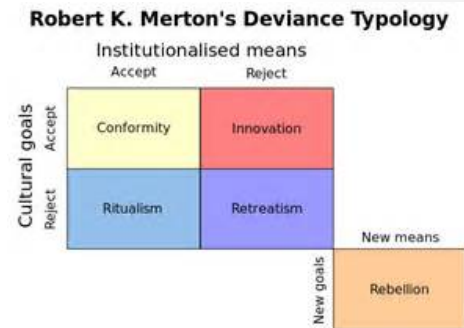 Robert K. Merton's Deviance Typology
Institutionalised means
Accept Reject
Cultural goals
Accept
Conformity Innovation
Reject
Ritualism Retreatism
New means
New goals
Rebellion